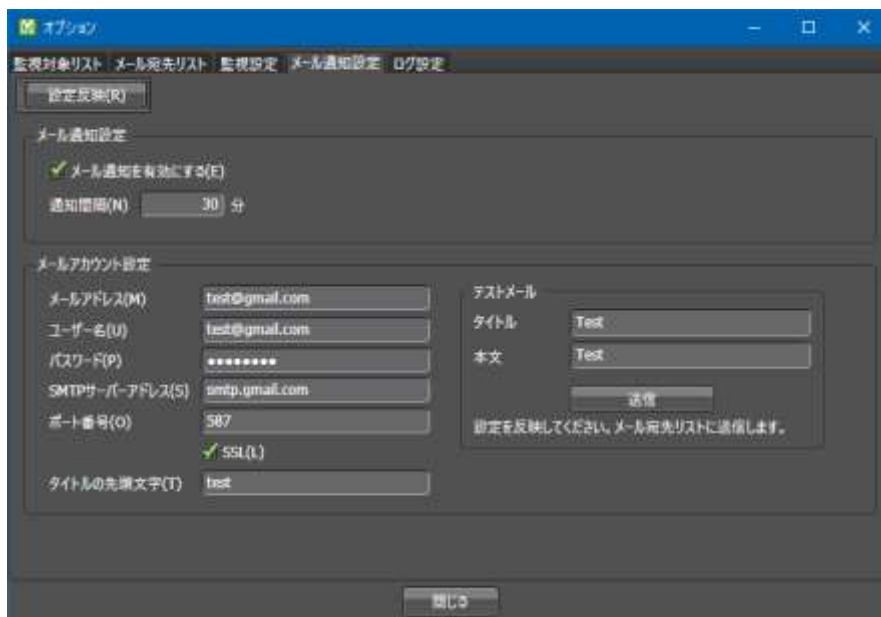 オプション
監視対象リスト メール宛先リスト 監視設定 メール通知設定 ログ設定
設定反映(R)
メール通知設定
メール通知を有効にする(E)
通知間隔(N) 30 分
メールアカウント設定
メールアドレス(M) test@gmail.com
ユーザー名(U) test@gmail.com
パスワード(P) ••••••••
SMTPサーバーアドレス(S) smtp.gmail.com
ポート番号(O) 587
SSL(L)
タイトルの先頭文字(T) test
テストメール
タイトル Test
本文 Test
送信
設定を反映してください。メール宛先リストに送信します。
閉じる